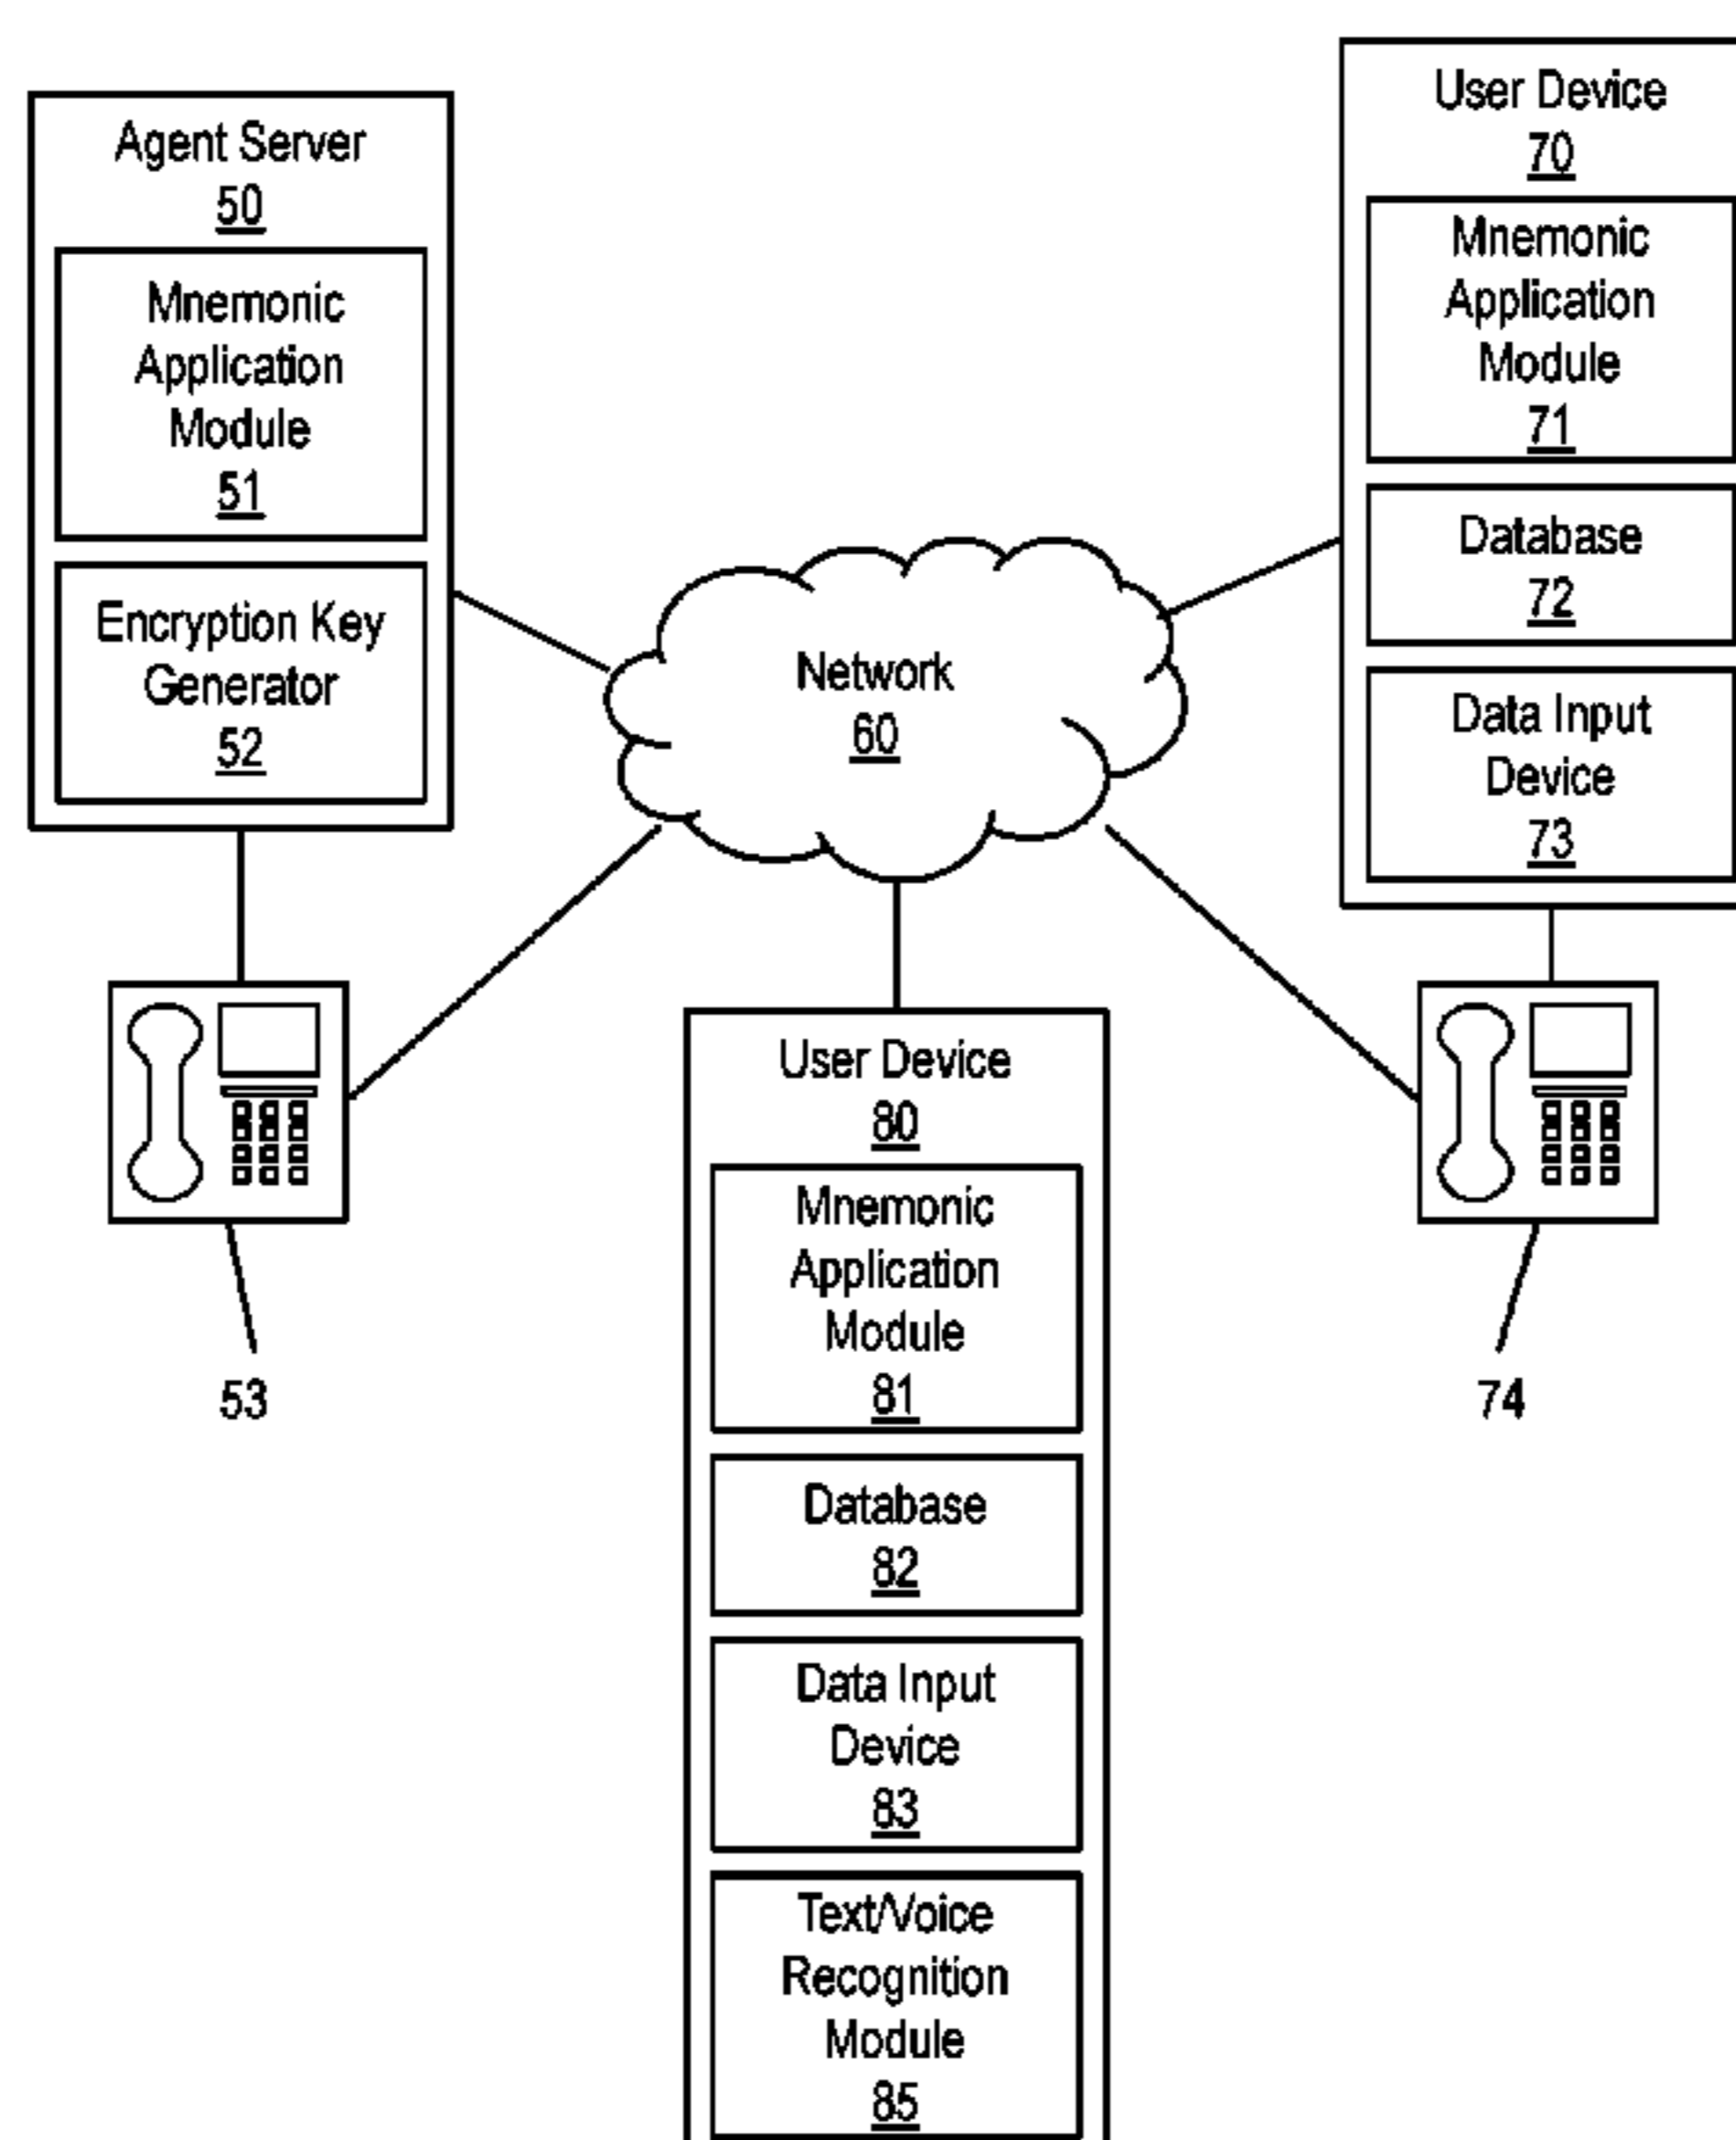 Agent Server
50
Mnemonic
Application
Module
51
Encryption Key
Generator
52
53
Network
60
User Device
70
Mnemonic
Application
Module
71
Database
72
Data Input
Device
73
74
User Device
80
Mnemonic
Application
Module
81
Database
82
Data Input
Device
83
Text/Voice
Recognition
Module
85